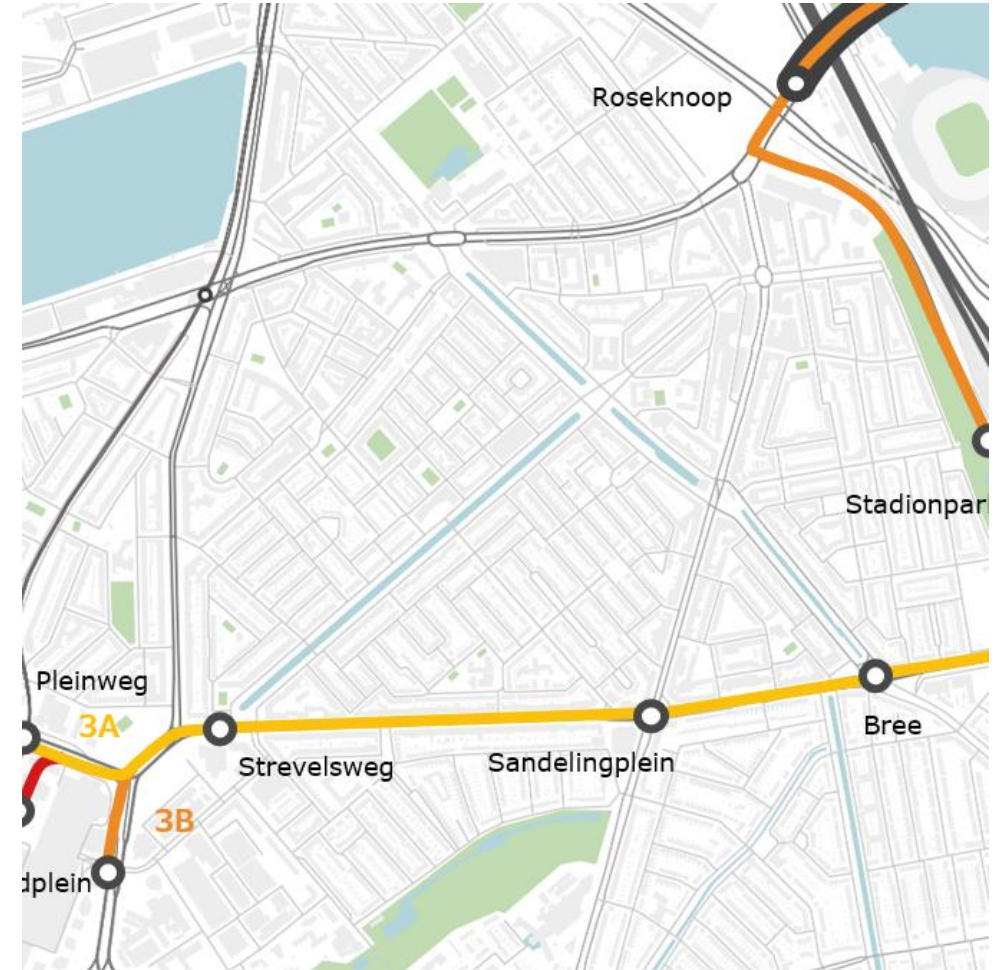 Roseknoop
Stadionpar
Pleinweg
3A
Bree
Strevelsweg
Sandelingplein
3B
dplein